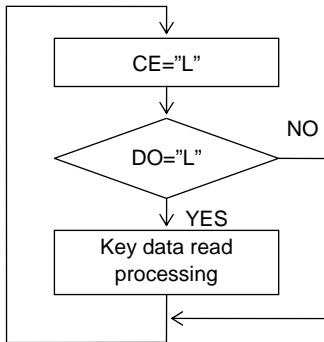 CE=”L”
DO=”L”
NO
YES
Key data read
processing